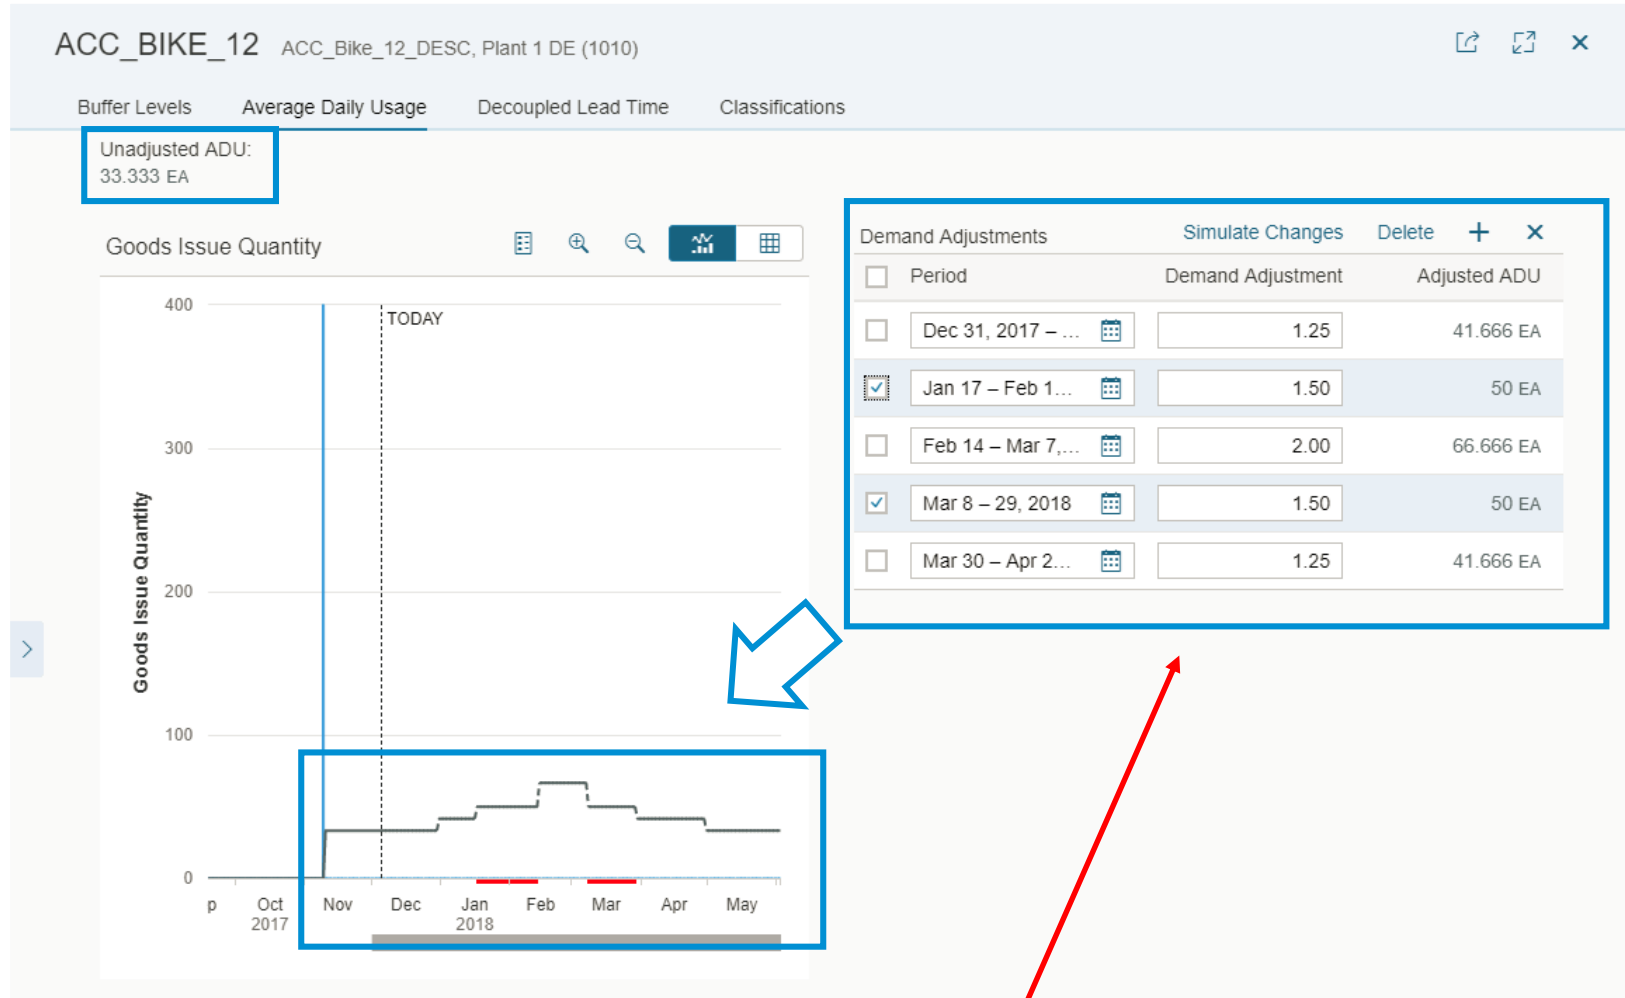 ACC_BIKE_12 ACC_Bike_12_DESC, Plant 1 DE (1010)
Buffer Levels Average Daily Usage Decoupled Lead Time Classifications
Unadjusted ADU:
33.333 EA
Goods Issue Quantity
400
TODAY
300
200
100
0
Goods Issue Quantity
p Oct Nov Dec Jan Feb Mar Apr May
2017 2018
Demand Adjustments Simulate Changes Delete
Period Demand Adjustment Adjusted ADU
Dec 31, 2017 – ... 1.25 41.666 EA
Jan 17 – Feb 1... 1.50 50 EA
Feb 14 – Mar 7,... 2.00 66.666 EA
Mar 8 – 29, 2018 1.50 50 EA
Mar 30 – Apr 2... 1.25 41.666 EA